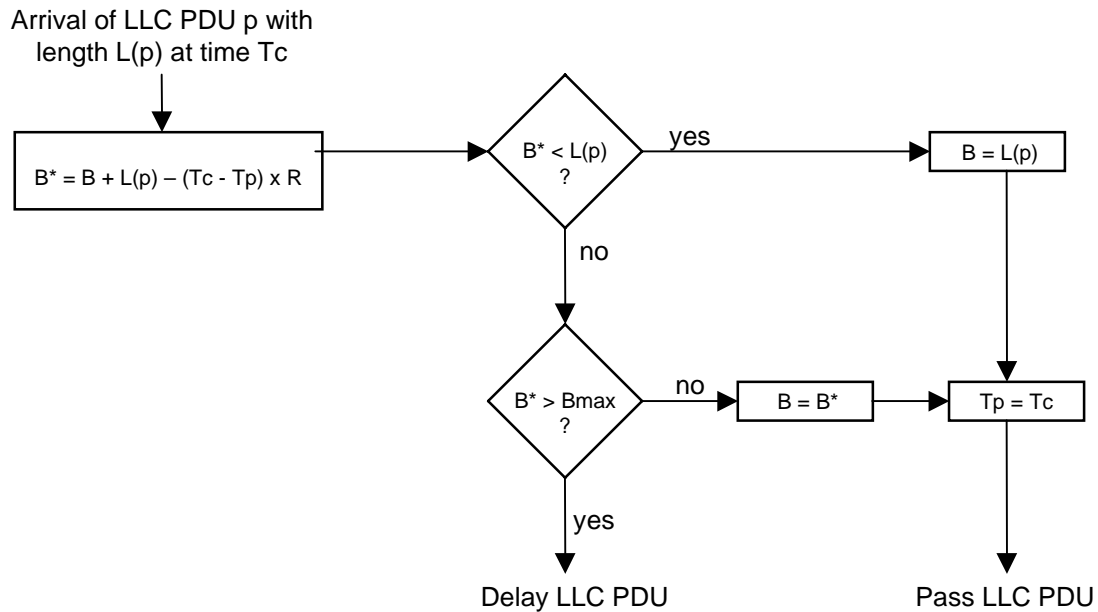 Arrival of LLC PDU p with
length L(p) at time Tc
B* = B + L(p) – (Tc - Tp) x R
B* < L(p)
?
yes
B = L(p)
no
B* > Bmax
?
no
B = B*
Tp = Tc
yes
Delay LLC PDU
Pass LLC PDU